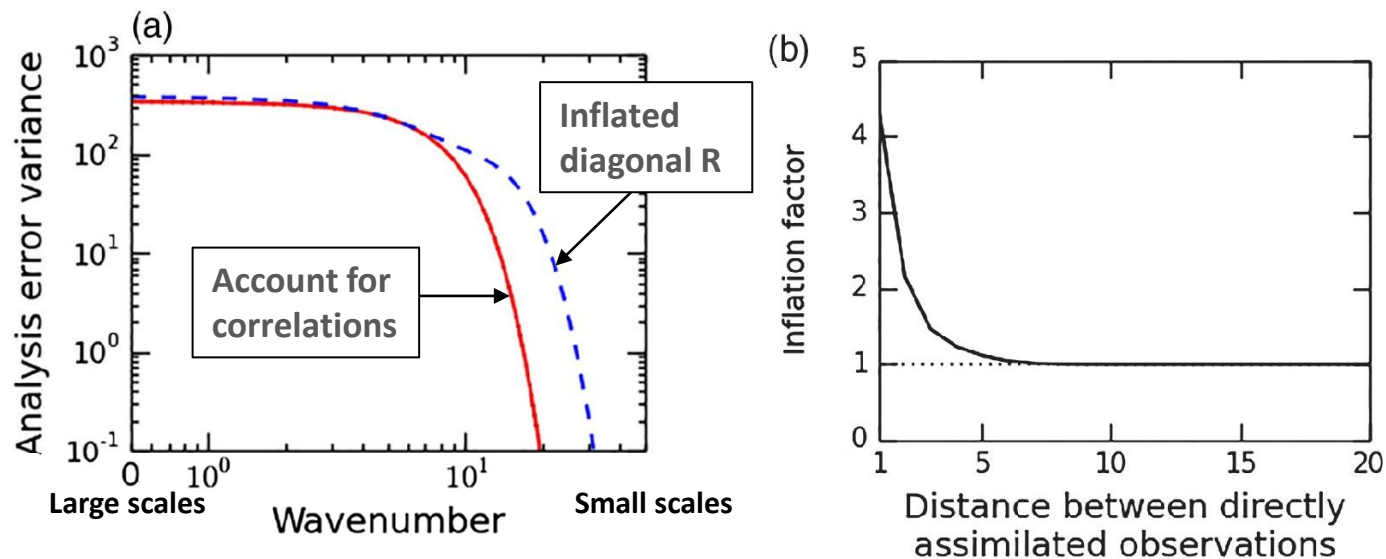 (a)
Analysis error variance
10³
10²
10¹
10⁰
10⁻¹
Inflated
diagonal R
Account for
correlations
0
10⁰
10¹
Large scales
Wavenumber
Small scales
(b)
Inflation factor
5
4
3
2
1
0
1
5
10
15
20
Distance between directly
assimilated observations